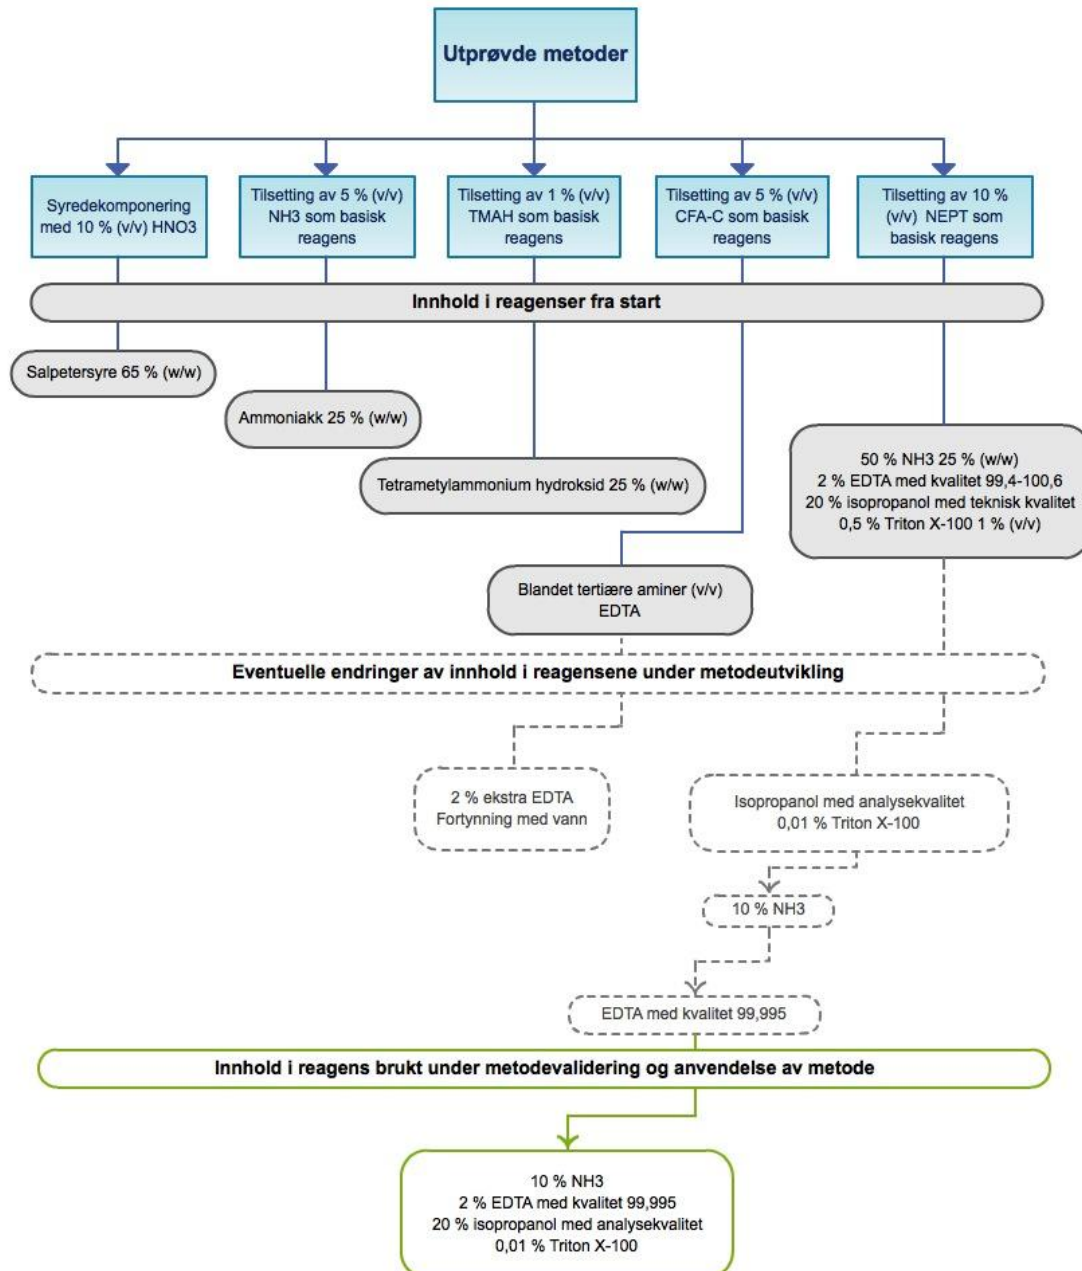 Utprøvde metoder
Syredekomponering
med 10 % (v/v) HNO3
Tilsetting av 5 % (v/v)
NH3 som basisk
reagens
Tilsetting av 1 % (v/v)
TMAH som basisk
reagens
Tilsetting av 5 % (v/v)
CFA-C som basisk
reagens
Tilsetting av 10 %
(v/v) NEPT som
basisk reagens
Innhold i reagenser fra start
Salpetersyre 65 % (w/w)
Ammoniakk 25 % (w/w)
Tetrametylammonium hydroksid 25 % (w/w)
50 % NH3 25 % (w/w)
2 % EDTA med kvalitet 99,4-100,6
20 % isopropanol med teknisk kvalitet
0,5 % Triton X-100 1 % (v/v)
Blandet tertiære aminer (v/v)
EDTA
Eventuelle endringer av innhold i reagensene under metodeutvikling
2 % ekstra EDTA
Fortynning med vann
Isopropanol med analysekvalitet
0,01 % Triton X-100
10 % NH3
EDTA med kvalitet 99,995
Innhold i reagens brukt under metodevalidering og anvendelse av metode
10 % NH3
2 % EDTA med kvalitet 99,995
20 % isopropanol med analysekvalitet
0,01 % Triton X-100